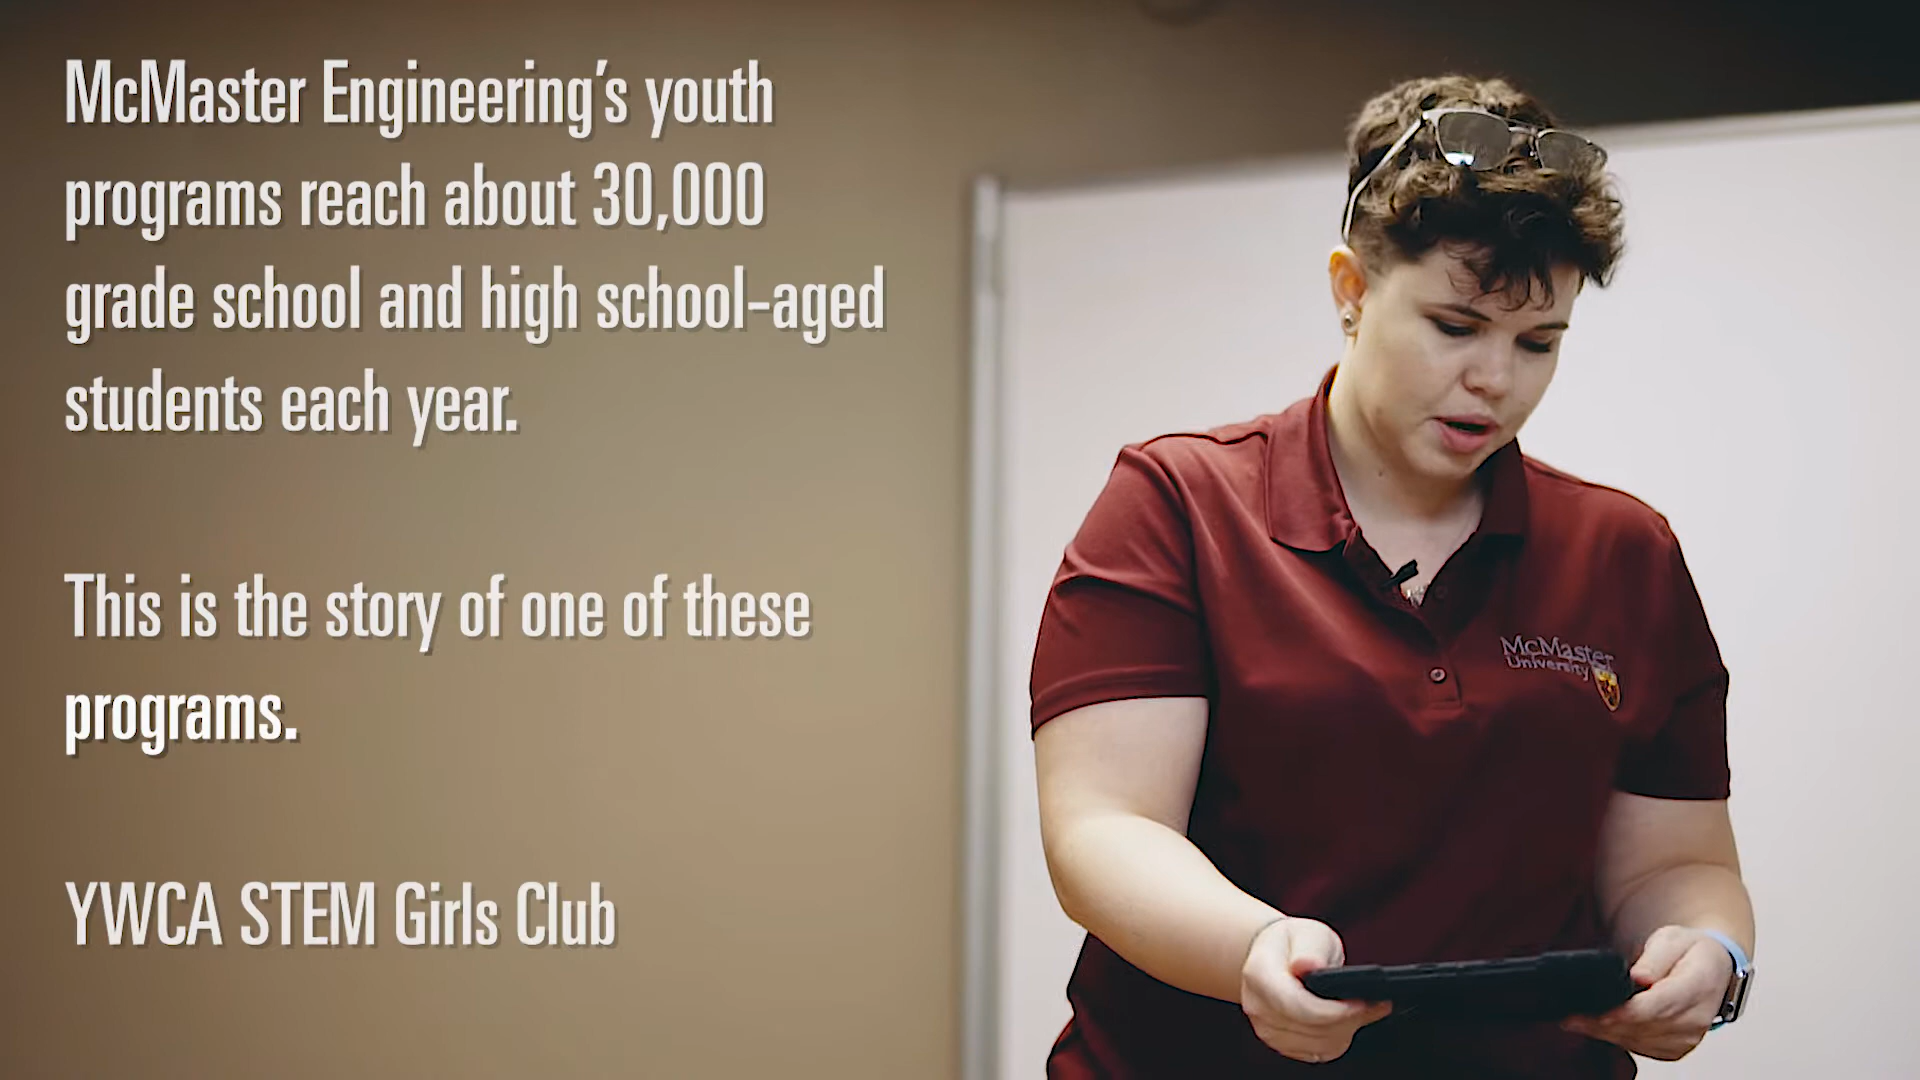 McMaster Engineering’s youth
programs reach about 30,000
grade school and high school-aged
students each year.
This is the story of one of these
programs.
YWCA STEM Girls Club
McMaster
University